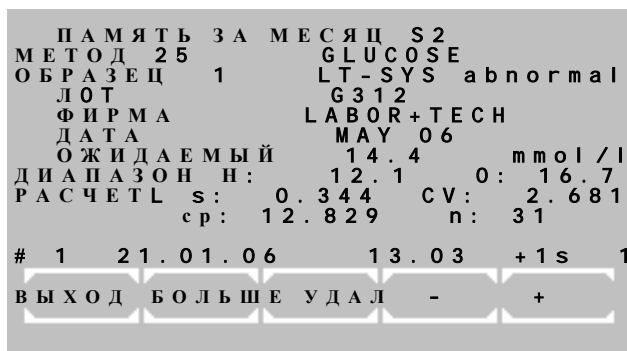 ПАМЯТЬ ЗА МЕСЯЦ S2
МЕТОД 25 GLUCOSE
ОБРАЗЕЦ 1 LT-SYS abnormal
ЛОТ G312
ФИРМА LABOR+TECH
ДАТА MAY 06
ОЖИДАЕМЫЙ 14.4 mmol/l
ДИАПАЗОН Н: 12.1 O: 16.7
РАСЧЕТL s: 0.344 CV: 2.681
ср: 12.829 n: 31
# 1 21.01.06 13.03 +1s 1
ВЫХОД БОЛЬШЕ УДАЛ - +